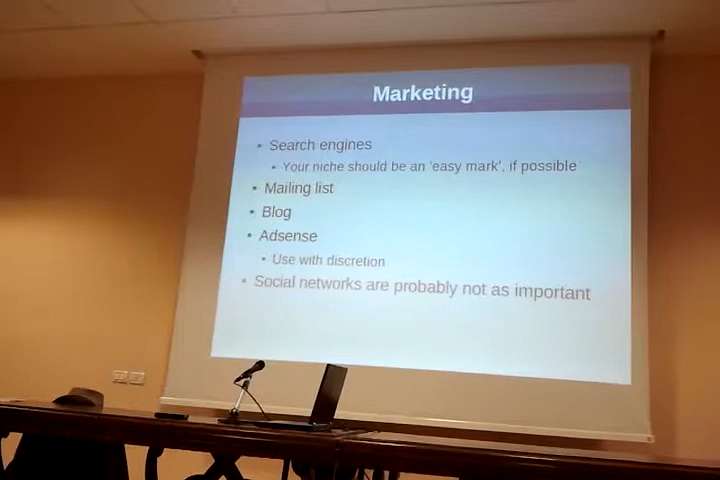 Marketing
Search engines
Your niche should be an 'easy mark', if possible
Mailing list
Blog
Adsense
Use with discretion
Social networks are probably not as important